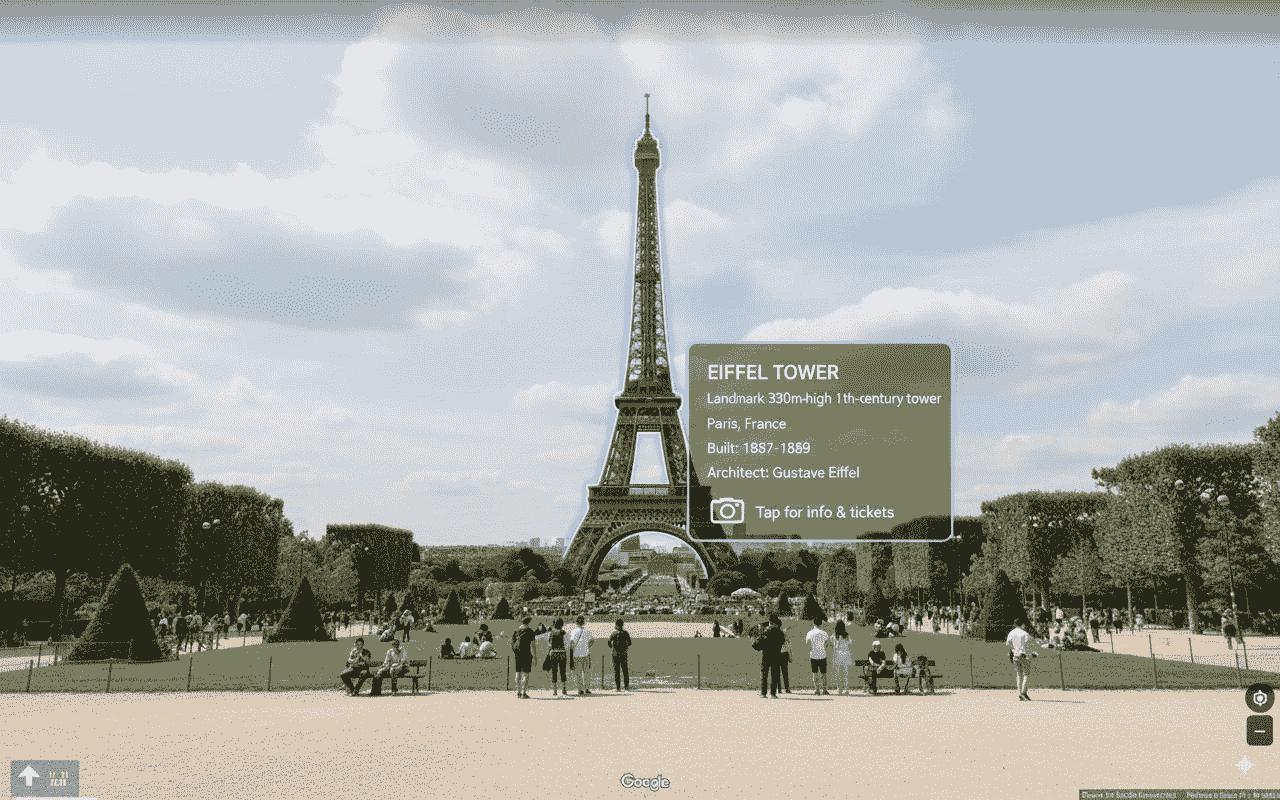 EIFFEL TOWER
Landmark 330m-high 1th-century tower
Paris, France
Built: 1887-1889
Architect: Gustave Eiffel
Tap for info & tickets
Google